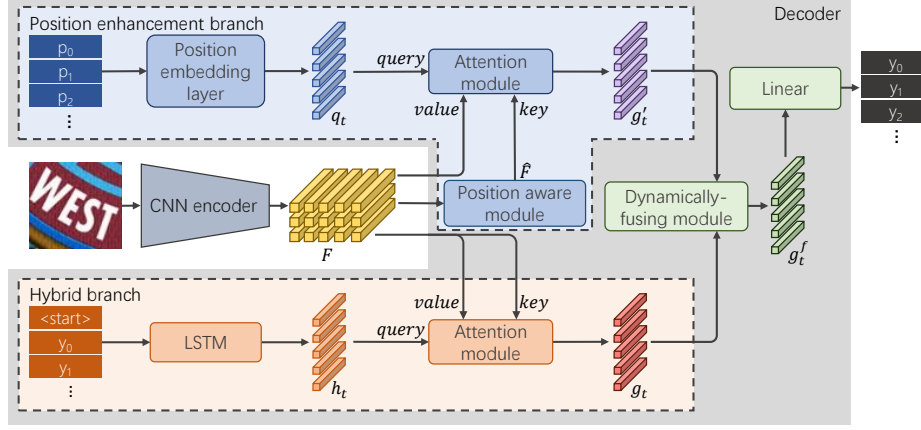 Position enhancement branch
Decoder
p0
p1
p2
⋮
Position
embedding
layer
qt
query
value
key
Attention
module
g't
Linear
y0
y1
y2
⋮
WEST
CNN encoder
F
F̂
Position aware
module
Dynamically-
fusing module
g_t^f
Hybrid branch
<start>
y0
y1
⋮
LSTM
ht
query
value
key
Attention
module
gt